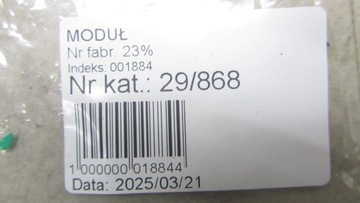 MODUŁ
Nr fabr. 23%
Indeks: 001884
Nr kat.: 29/868
1 000000 018844
Data: 2025/03/21